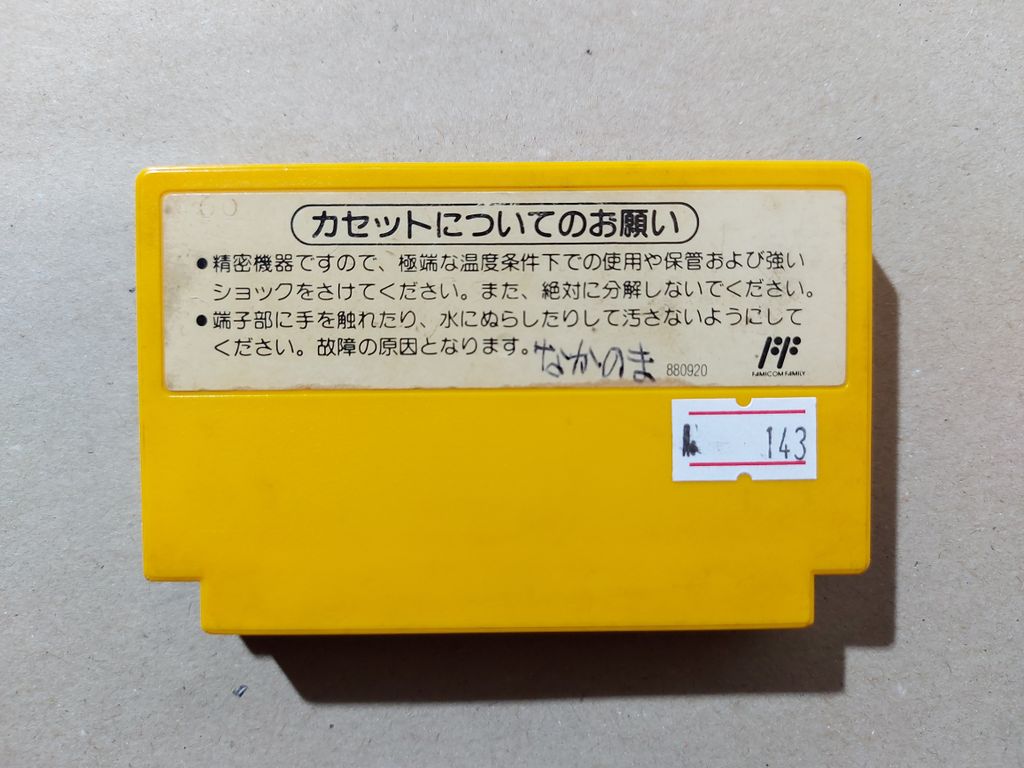 カセットについてのお願い
●精密機器ですので、極端な温度条件下での使用や保管および強い
ショックをさけてください。また、絶対に分解しないでください。
●端子部に手を触れたり、水にぬらしたりして汚さないようにして
ください。故障の原因となります。
なかのま
880920
FAMICOM FAMILY
143